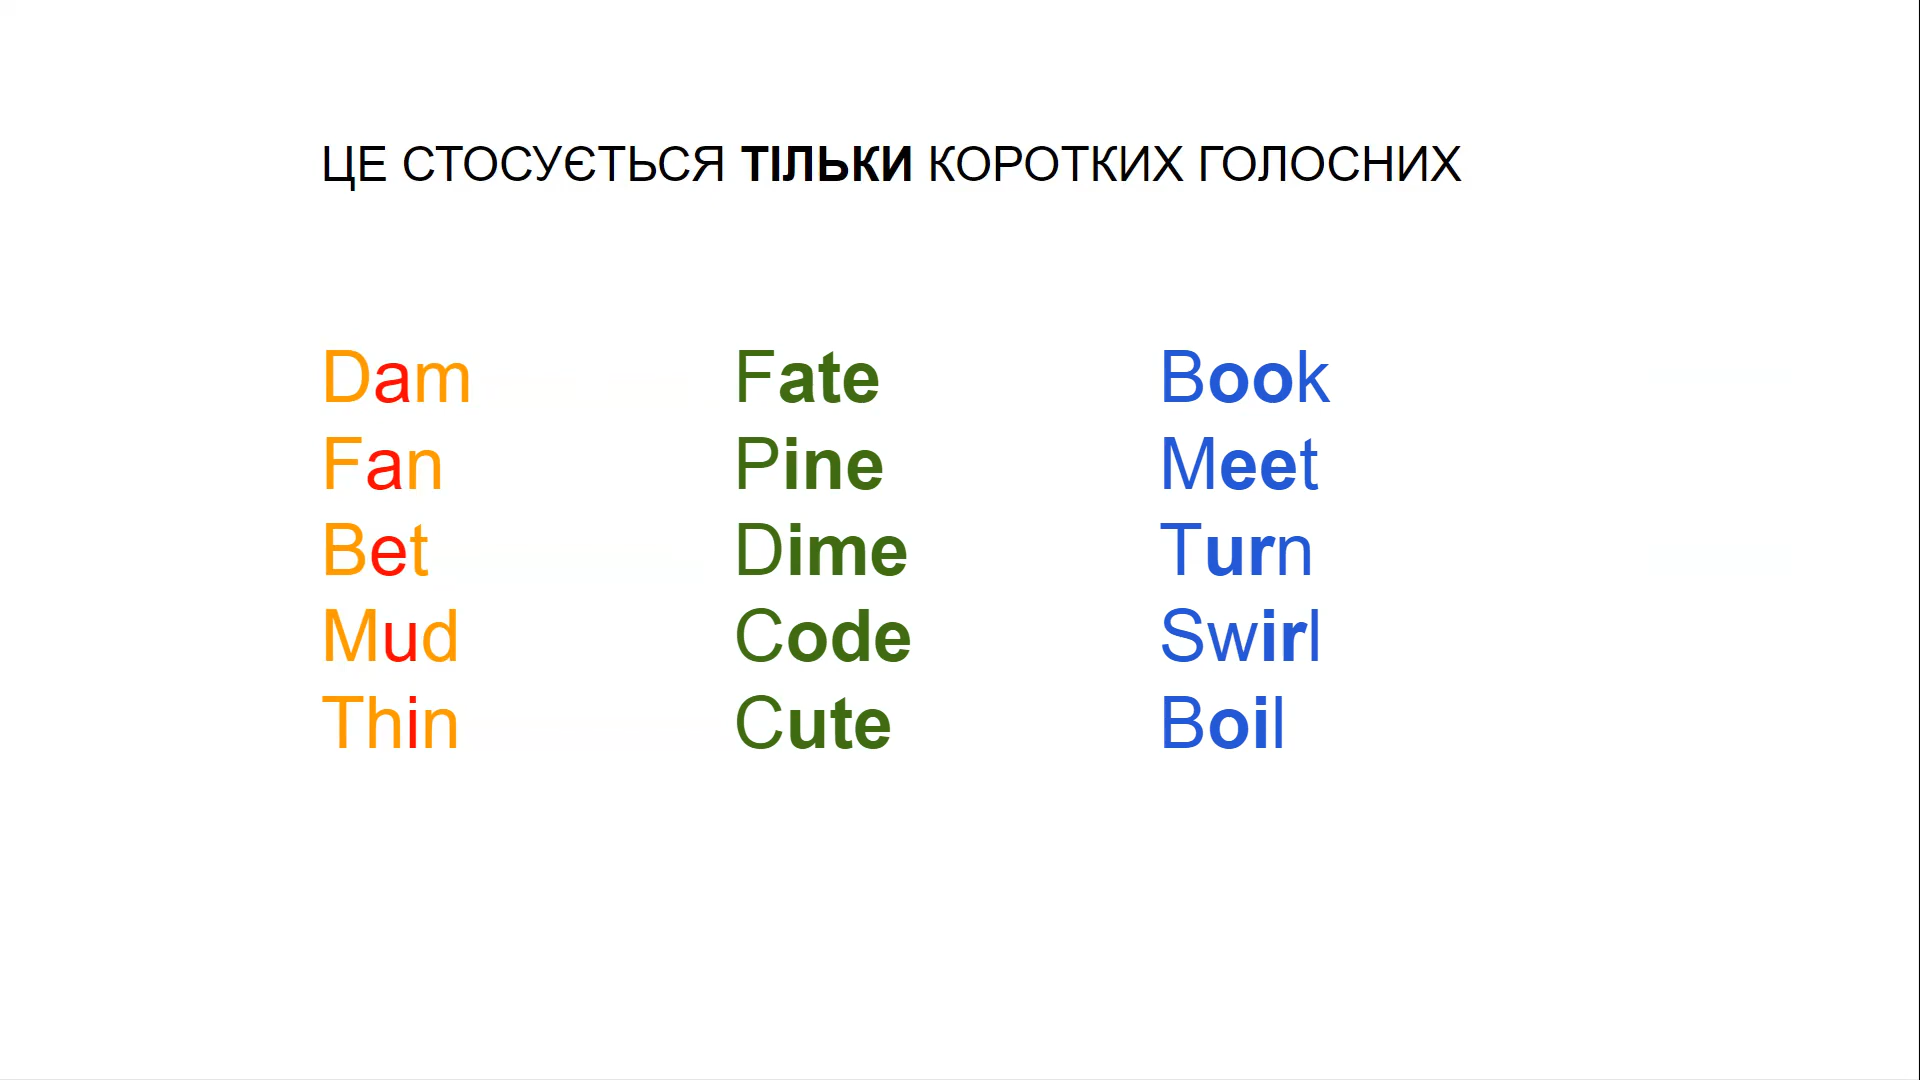 ЦЕ СТОСУЄТЬСЯ ТІЛЬКИ КОРОТКИХ ГОЛОСНИХ
Dam
Fan
Bet
Mud
Thin
Fate
Pine
Dime
Code
Cute
Book
Meet
Turn
Swirl
Boil